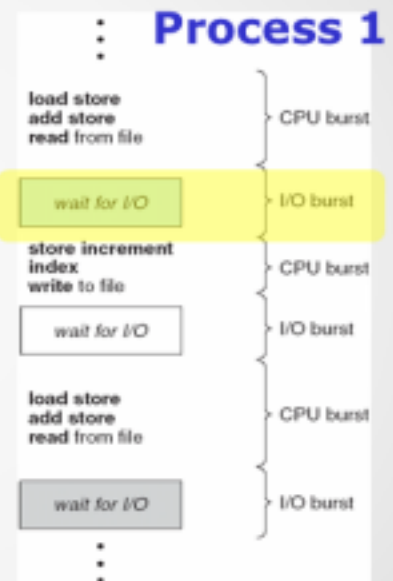 Process 1
load store
add store
read from file
CPU burst
wait for I/O
I/O burst
store increment
index
write to file
CPU burst
wait for I/O
I/O burst
load store
add store
read from file
CPU burst
wait for I/O
I/O burst